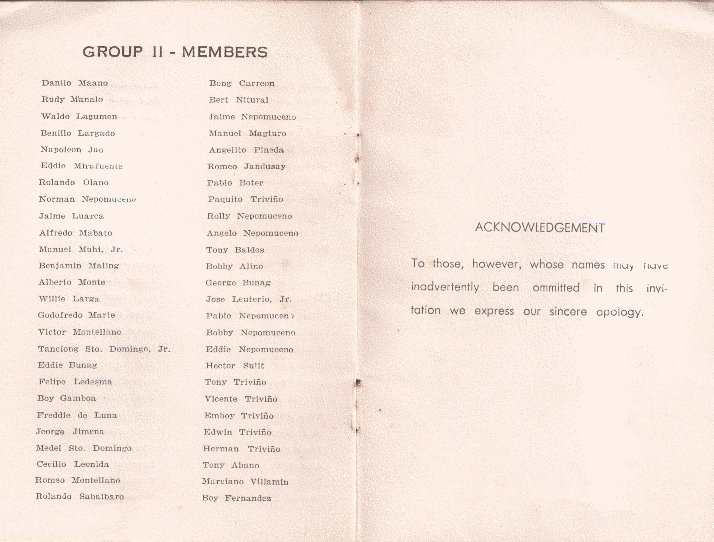 GROUP II - MEMBERS
Danilo Maano
Rudy Manalo
Waldo Lagumen
Benillo Largado
Napoleon Jao
Eddie Mirafuente
Rolando Olano
Norman Nepomuceno
Jaime Luarca
Alfredo Mabato
Manuel Muhi, Jr.
Benjamin Maling
Alberto Monte
Willie Larga
Godofredo Marte
Victor Montellano
Tanciong Sto. Domingo, Jr.
Eddie Bunag
Felipe Ledesma
Boy Gamboa
Freddie de Luna
Jeorge Jimena
Medel Sto. Domingo
Cecilio Leonida
Romeo Montellano
Rolando Sabalbaro
Bong Carreon
Bert Nitural
Jaime Nepomuceno
Manuel Magturo
Angelito Pineda
Romeo Jandusay
Pablo Boter
Paquito Triviño
Rolly Nepomuceno
Angelo Nepomuceno
Tony Baldos
Bobby Alino
George Bunag
Jose Leuterio, Jr.
Pablo Nepomuceno
Bobby Nepomuceno
Eddie Nepomuceno
Hector Sulit
Tony Triviño
Vicente Triviño
Emboy Triviño
Edwin Triviño
Herman Triviño
Tony Abano
Marciano Villamin
Boy Fernandez
ACKNOWLEDGEMENT
To those, however, whose names may have
inadvertently been ommitted in this invi-
tation we express our sincere apology.